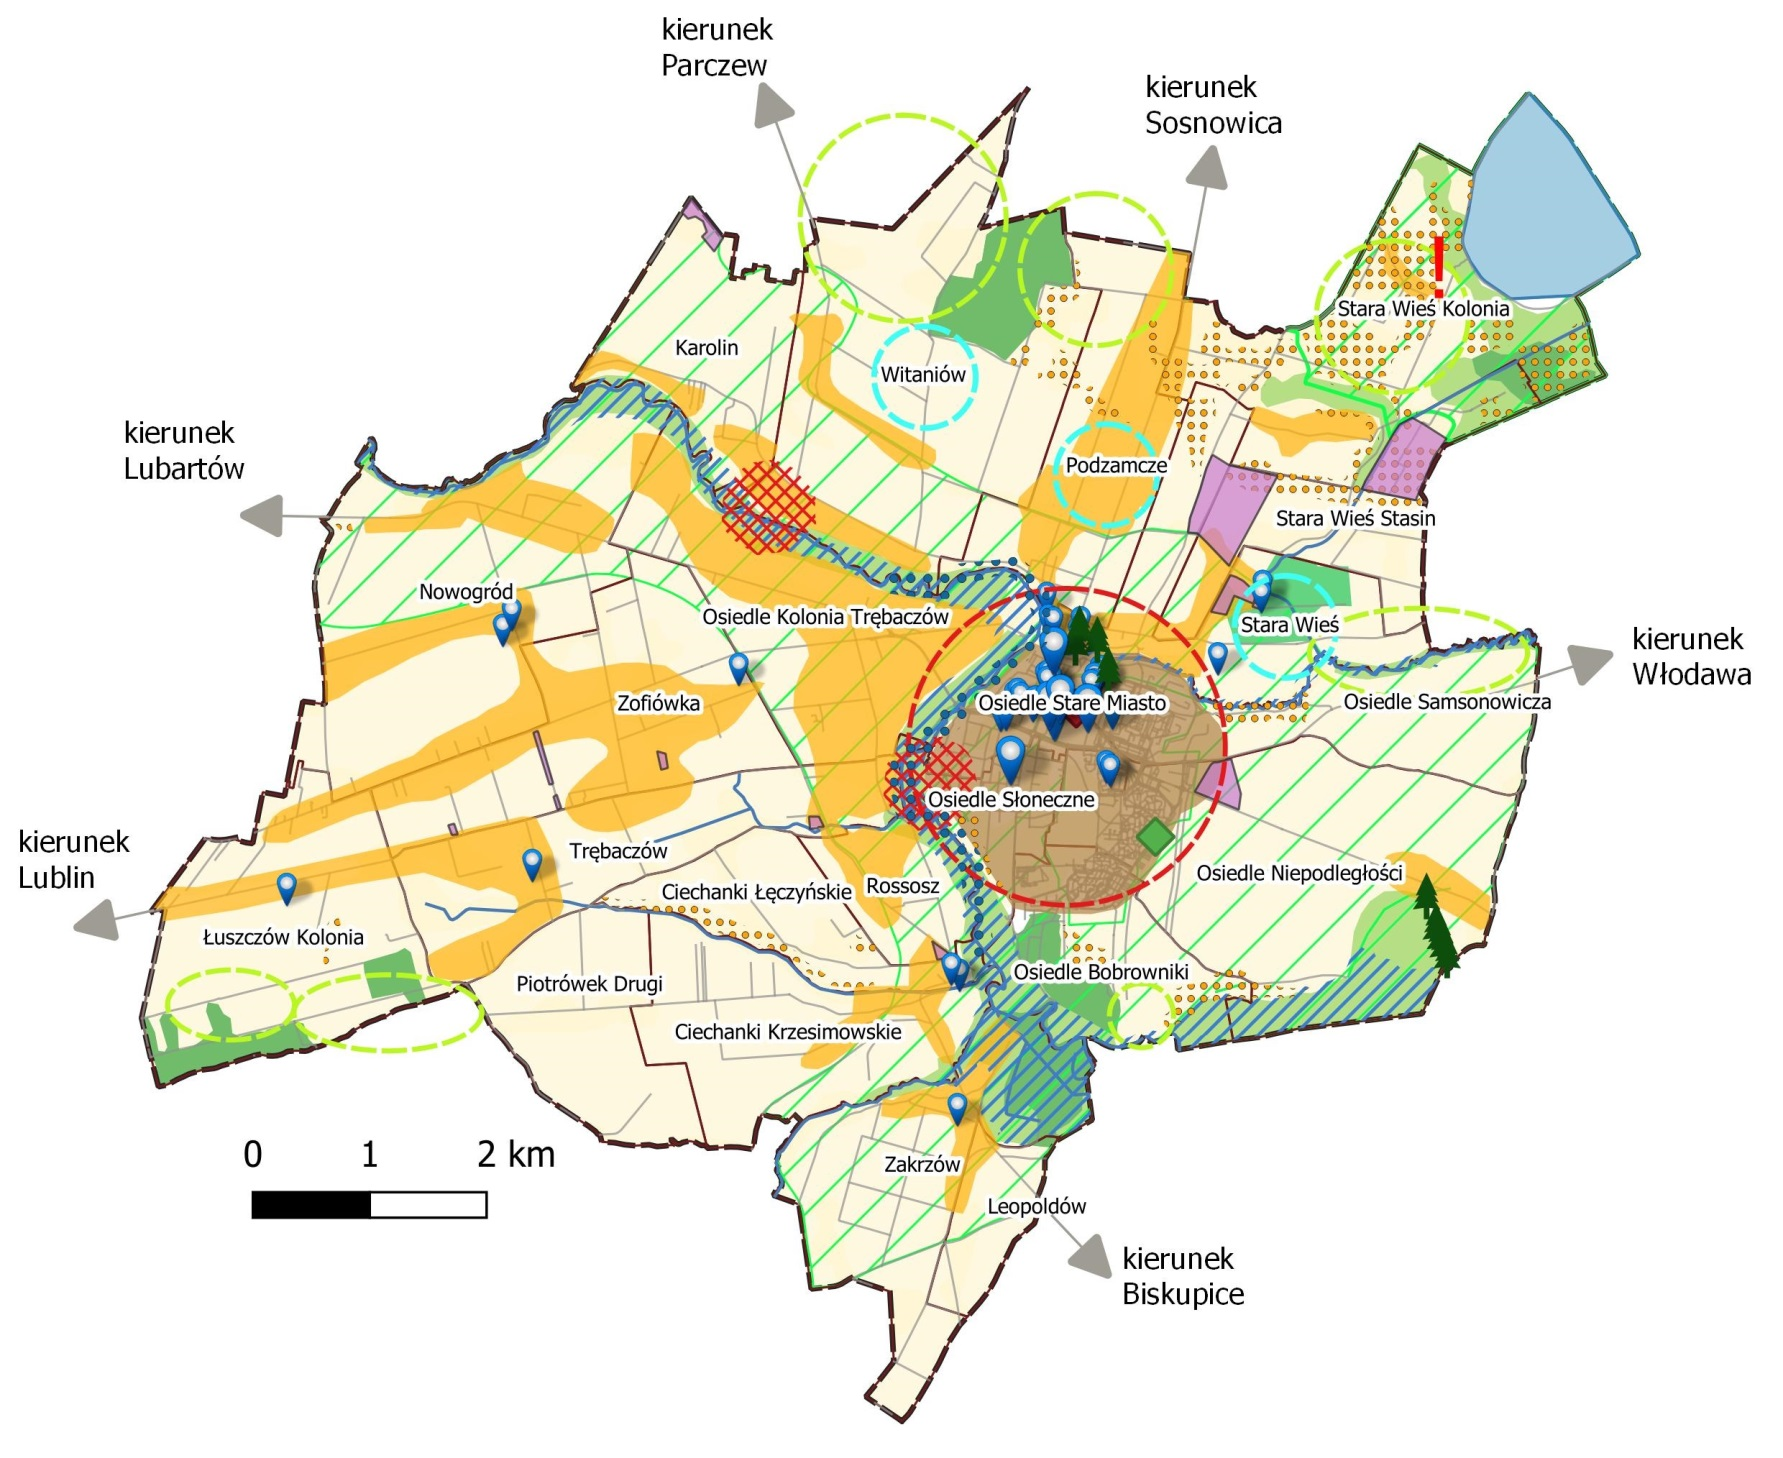 kierunek
Parczew
kierunek
Sosnowica
Stara Wieś Kolonia
Karolin
Witaniów
kierunek
Lubartów
Podzamcze
Stara Wieś Stasin
Nowogród
Osiedle Kolonia Trębaczów
Stara Wieś
kierunek
Włodawa
Zofiówka
Osiedle Stare Miasto
Osiedle Samsonowicza
Osiedle Słoneczne
kierunek
Lublin
Trębaczów
Ciechanki Łęczyńskie
Rossosz
Osiedle Niepodległości
Łuszczów Kolonia
Piotrówek Drugi
Osiedle Bobrowniki
Ciechanki Krzesimowskie
0 1 2 km
Zakrzów
Leopoldów
kierunek
Biskupice